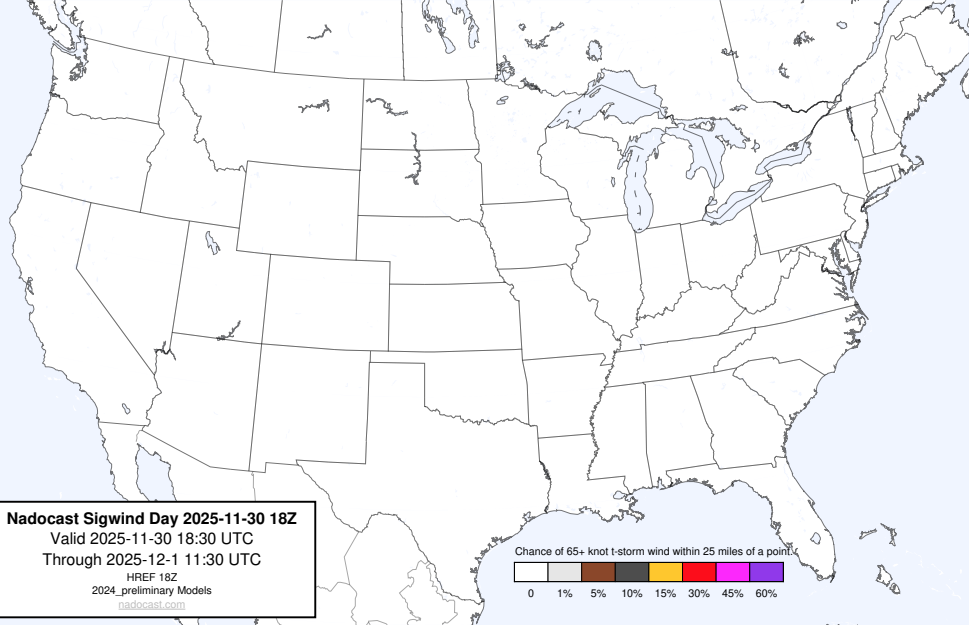 Nadocast Sigwind Day 2025-11-30 18Z
Valid 2025-11-30 18:30 UTC
Through 2025-12-1 11:30 UTC
HREF 18Z
2024_preliminary Models
nadocast.com
Chance of 65+ knot t-storm wind within 25 miles of a point.
0 1% 5% 10% 15% 30% 45% 60%